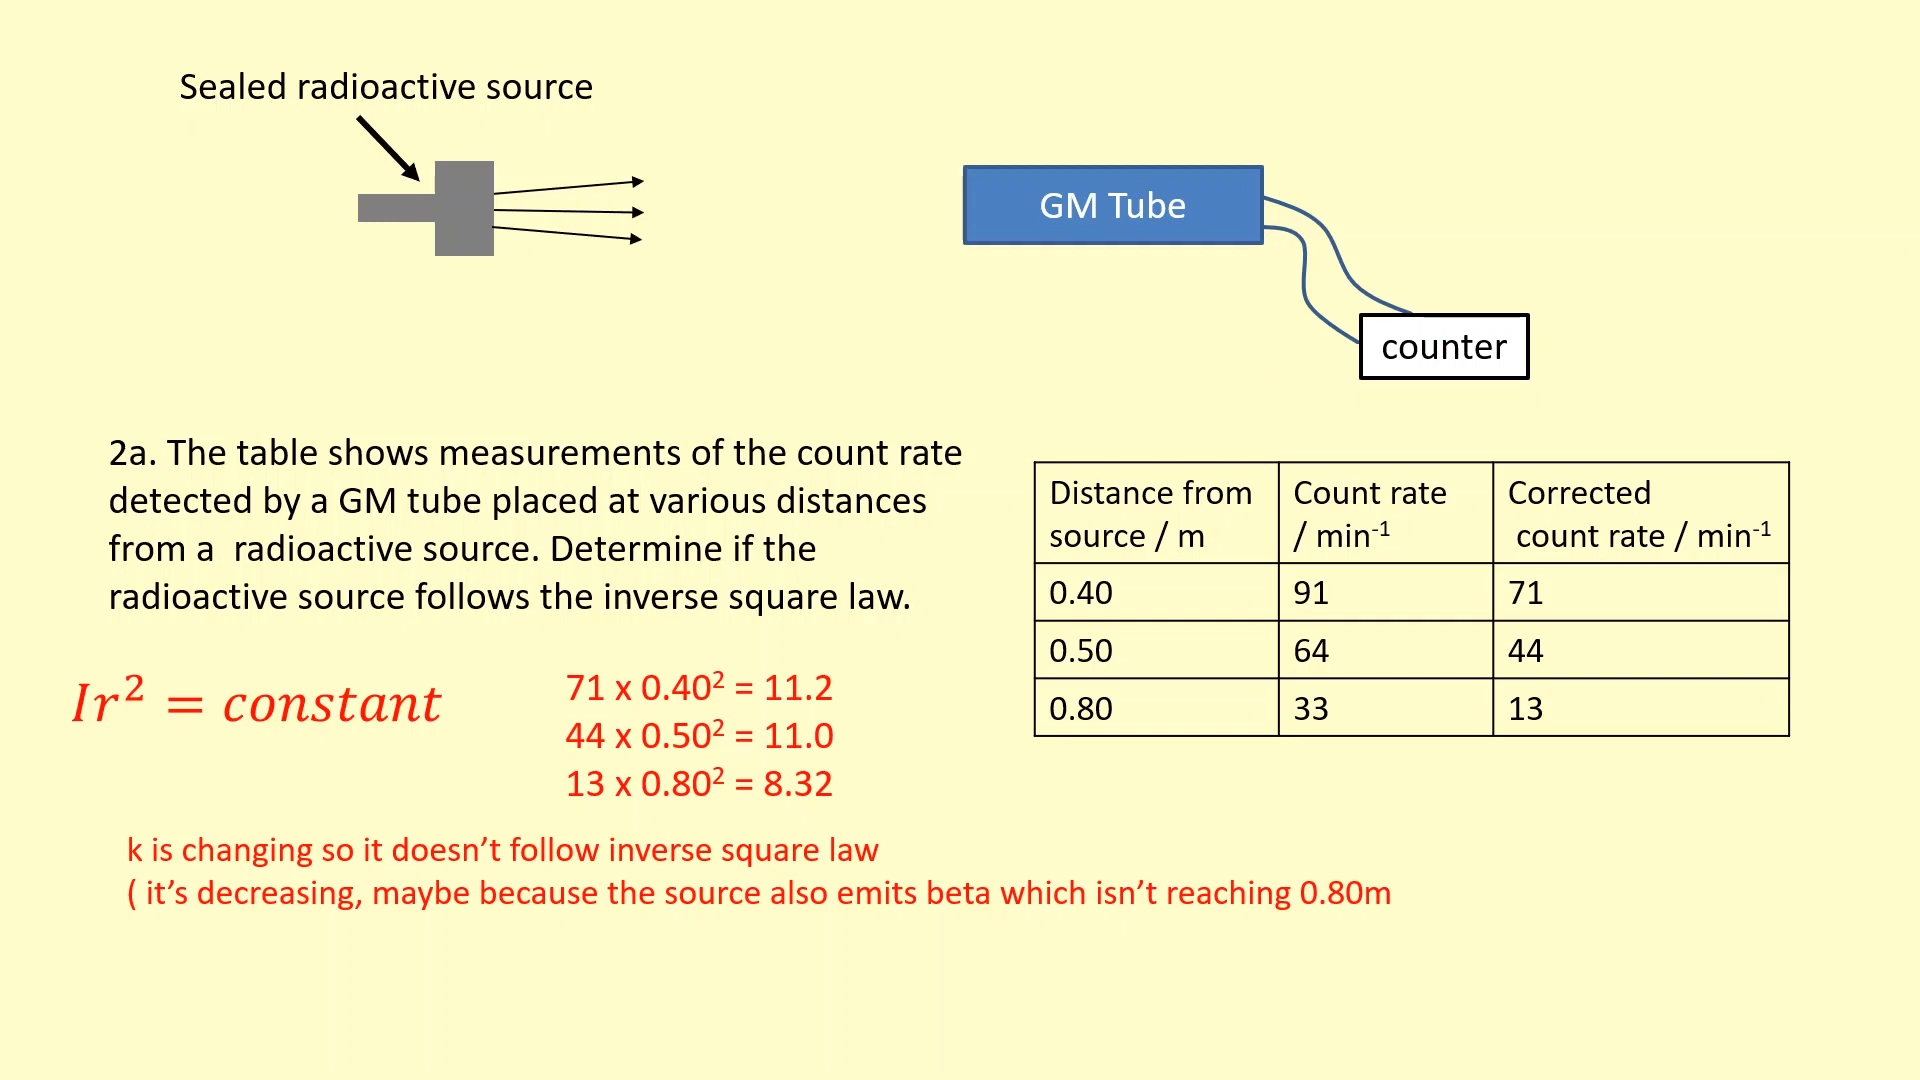 Sealed radioactive source
GM Tube
counter
2a. The table shows measurements of the count rate
detected by a GM tube placed at various distances
from a  radioactive source. Determine if the
radioactive source follows the inverse square law.
Distance from source / m	Count rate / min⁻¹	Corrected count rate / min⁻¹
0.40	91	71
0.50	64	44
0.80	33	13
Ir² = constant
71 x 0.40² = 11.2
44 x 0.50² = 11.0
13 x 0.80² = 8.32
k is changing so it doesn’t follow inverse square law
( it’s decreasing, maybe because the source also emits beta which isn’t reaching 0.80m